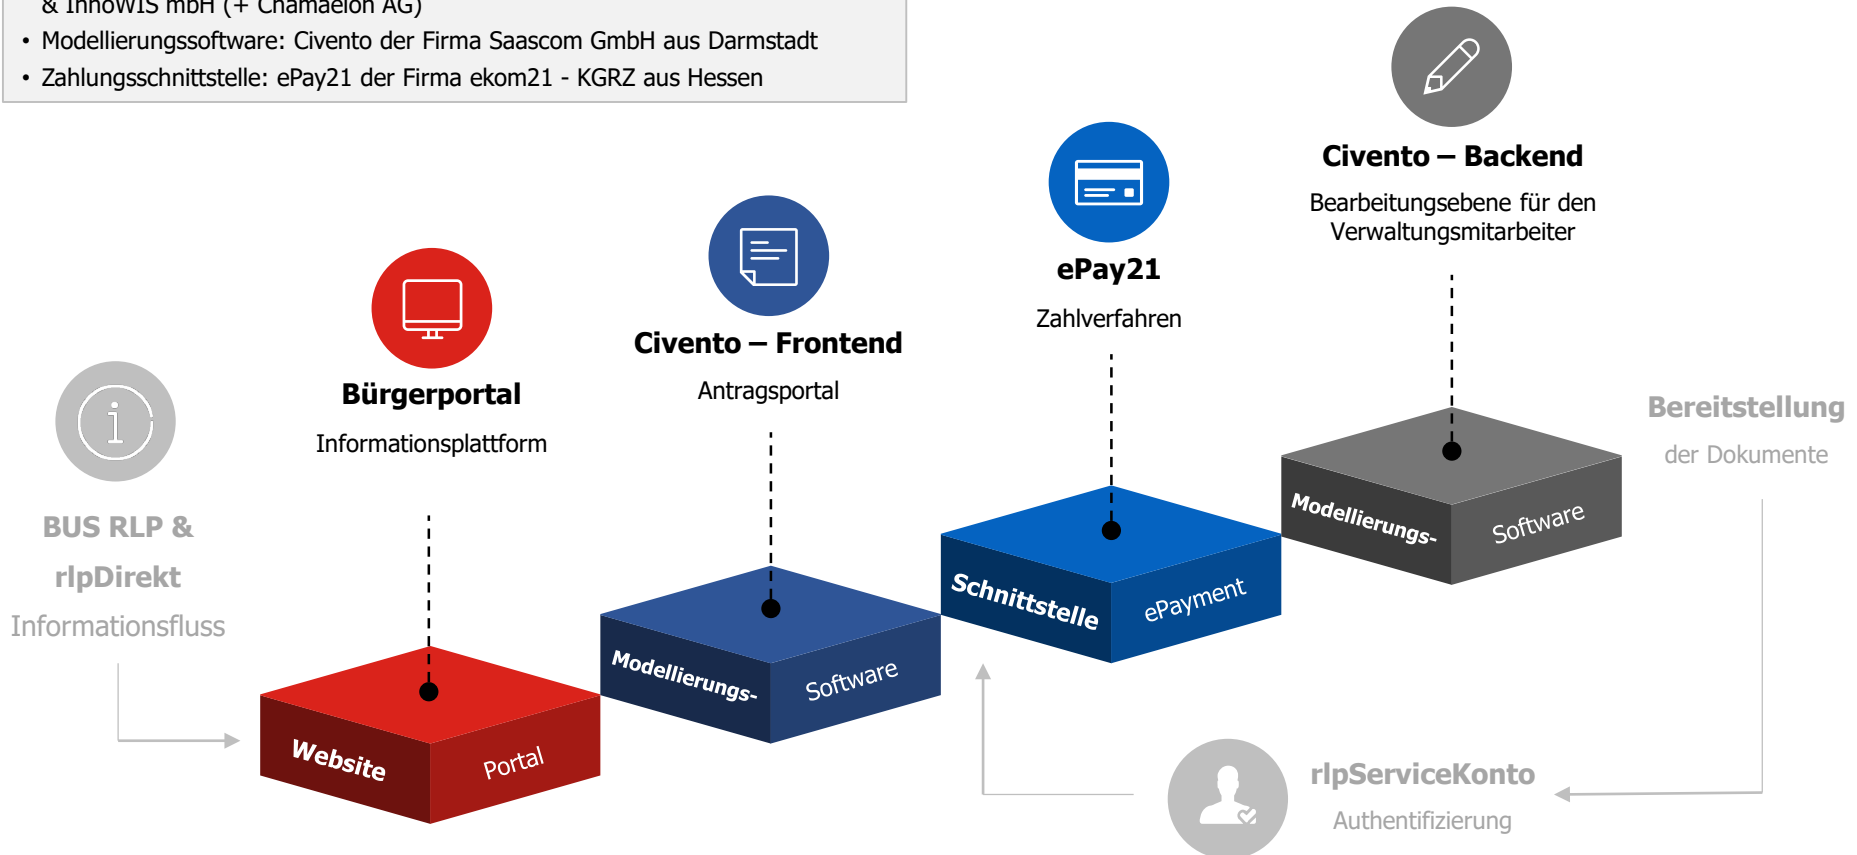 & InnoWIS mbH (+ Chamaeleon AG)
• Modellierungssoftware: Civento der Firma Saascom GmbH aus Darmstadt
• Zahlungsschnittstelle: ePay21 der Firma ekom21 - KGRZ aus Hessen
Civento – Backend
Bearbeitungsebene für den
Verwaltungsmitarbeiter
ePay21
Zahlverfahren
Civento – Frontend
Antragsportal
Bürgerportal
Informationsplattform
i
BUS RLP &
rlpDirekt
Informationsfluss
Bereitstellung
der Dokumente
Website
Portal
Modellierungs-
Software
Schnittstelle
ePayment
Modellierungs-
Software
rlpServiceKonto
Authentifizierung